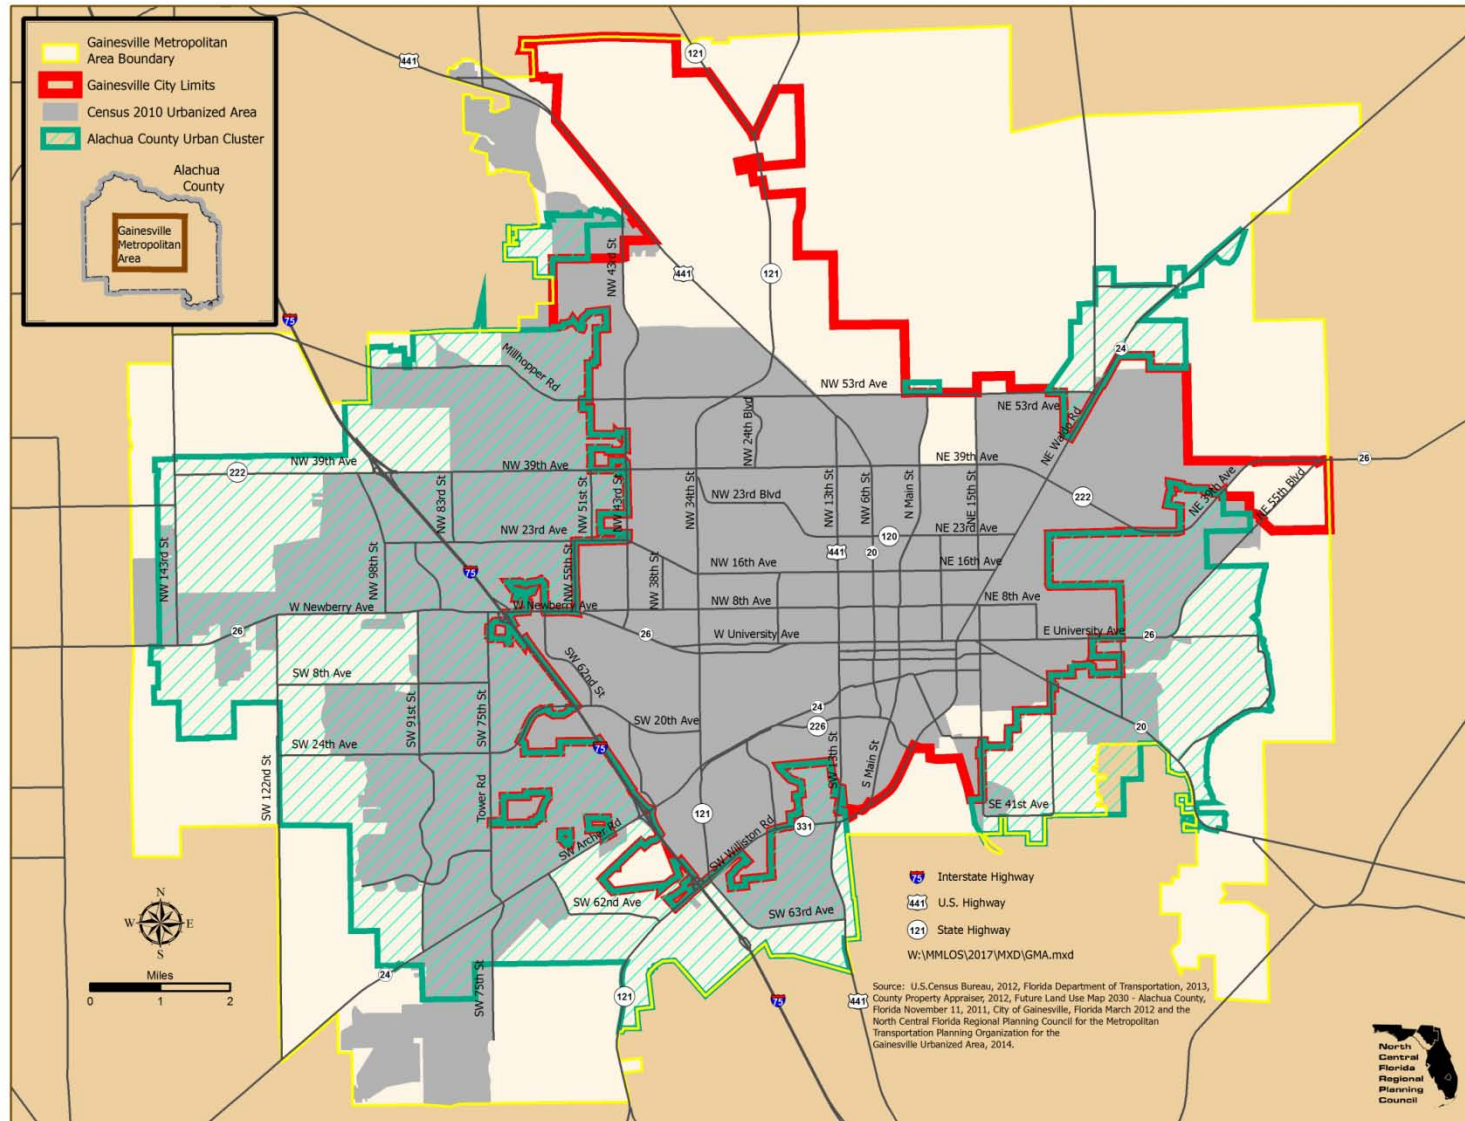 Gainesville Metropolitan
Area Boundary
Gainesville City Limits
Census 2010 Urbanized Area
Alachua County Urban Cluster
Alachua
County
Gainesville
Metropolitan
Area
121
441
441
121
75
NW 43rd St
Millhopper Rd
24
NW 53rd Ave
NE 53rd Ave
NW 24th Blvd
NE Waldo Rd
222
NW 39th Ave
NW 39th Ave
NE 39th Ave
26
NW 83rd St
NW 51st St
NW 43rd St
NW 34th St
NW 23rd Blvd
NW 13th St
NW 6th St
N Main St
NE 15th St
222
NE 39th Ave
NE 55th Blvd
NW 23rd Ave
120
NE 23rd Ave
441
20
NW 143rd St
NW 98th St
75
NW 55th St
NW 38th St
NW 16th Ave
NE 16th Ave
W Newberry Ave
W Newberry Ave
NW 8th Ave
NE 8th Ave
26
26
W University Ave
E University Ave
26
SW 8th Ave
SW 62nd St
SW 91st St
SW 75th St
SW 20th Ave
24
226
20
SW 24th Ave
75
SW 13th St
S Main St
SW 122nd St
Tower Rd
SE 41st Ave
SW Archer Rd
121
SW Williston Rd
331
SW 62nd Ave
SW 63rd Ave
N
W
E
S
Miles
0
1
2
24
SW 75th St
121
75
441
75
Interstate Highway
441
U.S. Highway
121
State Highway
W:\MMLOS\2017\MXD\GMA.mxd
Source: U.S.Census Bureau, 2012, Florida Department of Transportation, 2013,
County Property Appraiser, 2012, Future Land Use Map 2030 - Alachua County,
Florida November 11, 2011, City of Gainesville, Florida March 2012 and the
North Central Florida Regional Planning Council for the Metropolitan
Transportation Planning Organization for the
Gainesville Urbanized Area, 2014.
North
Central
Florida
Regional
Planning
Council